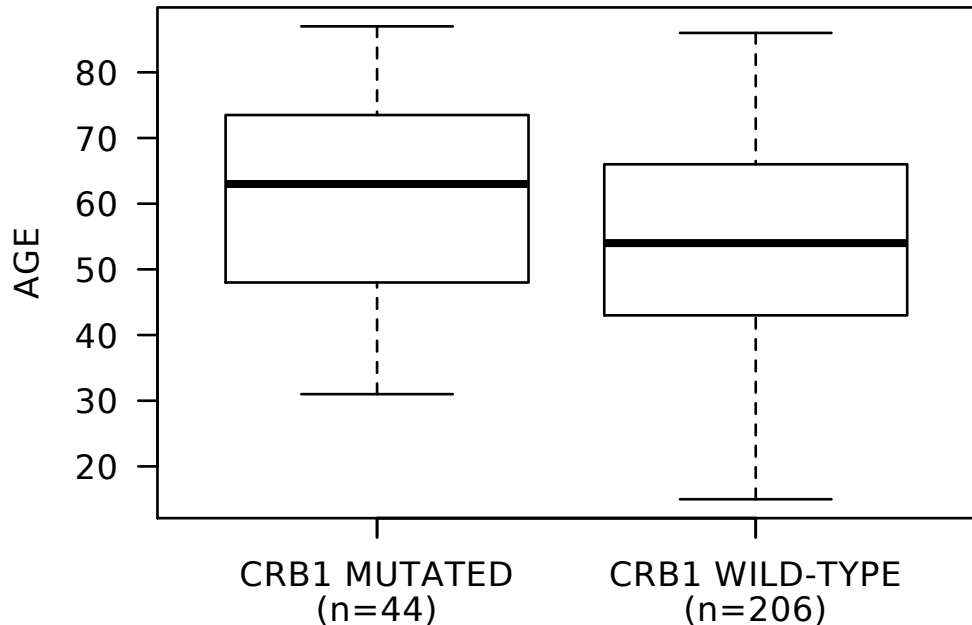 AGE
80
70
60
50
40
30
20
CRB1 MUTATED
(n=44)
CRB1 WILD-TYPE
(n=206)